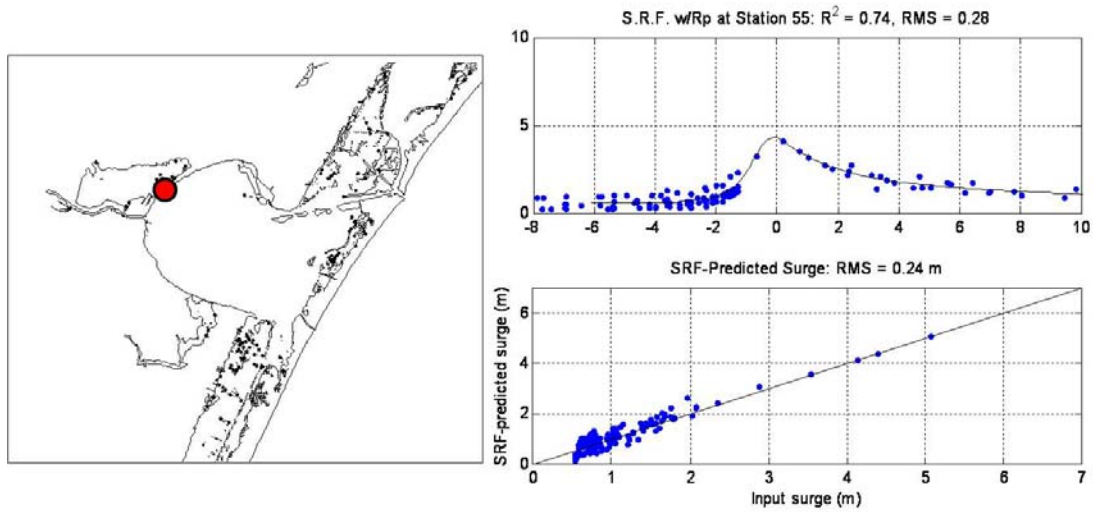 S.R.F. w/Rp at Station 55: R² = 0.74, RMS = 0.28
10
5
0
-8 -6 -4 -2 0 2 4 6 8 10
SRF-Predicted Surge: RMS = 0.24 m
SRF-predicted surge (m)
6
4
2
0
0 1 2 3 4 5 6 7
Input surge (m)